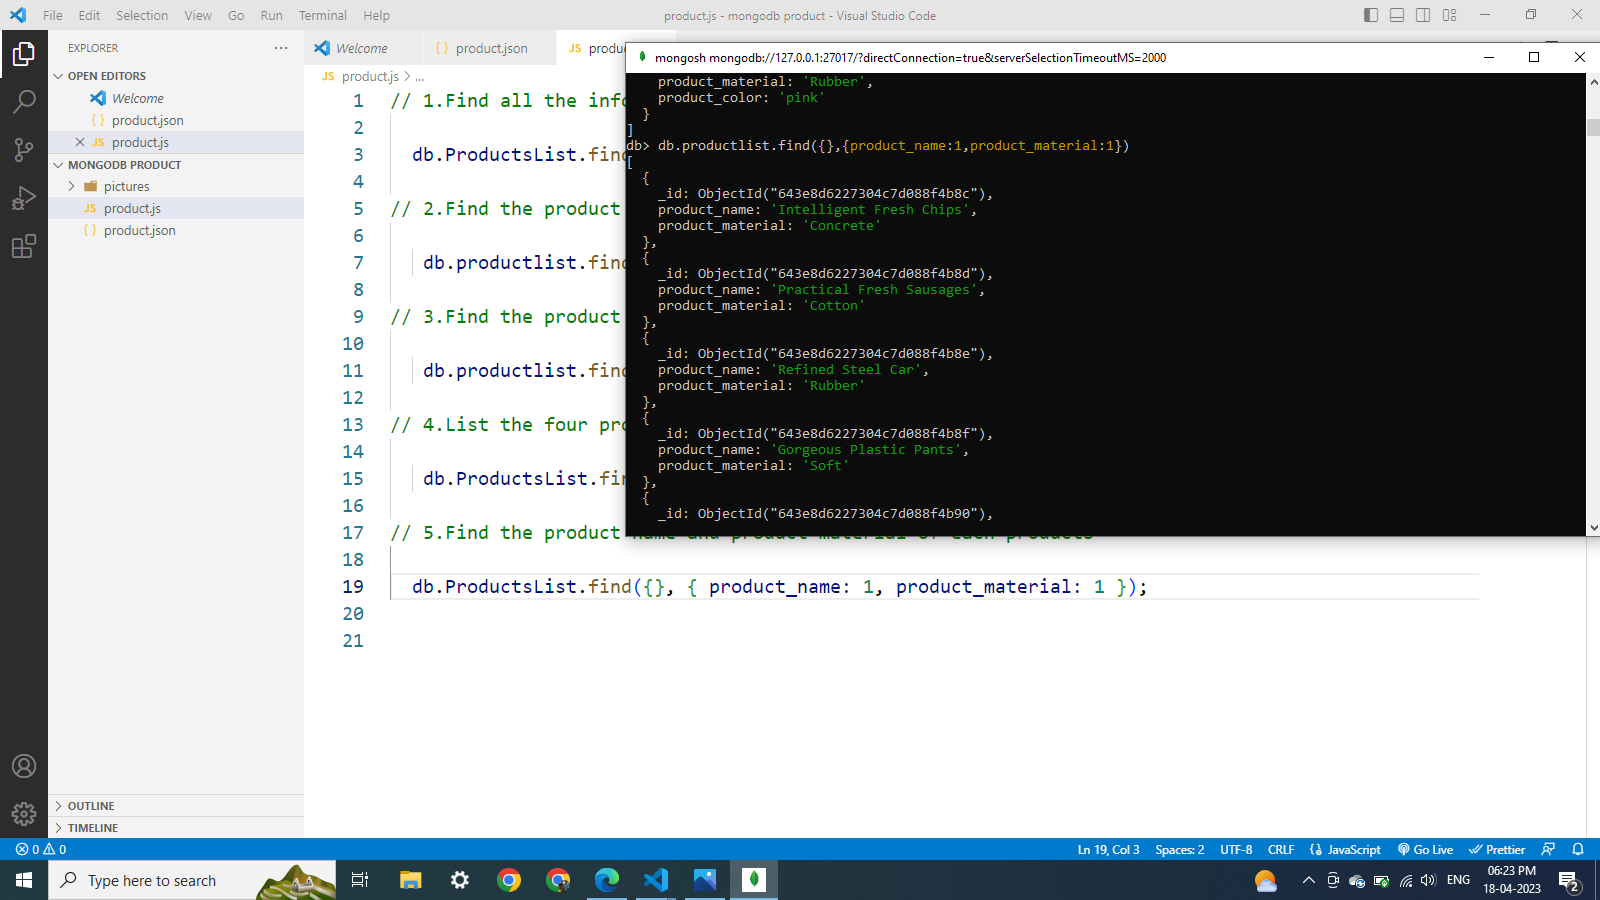 File Edit Selection View Go Run Terminal Help
product.js - mongodb product - Visual Studio Code
EXPLORER
OPEN EDITORS
Welcome
product.json
JS product.js
MONGODB PRODUCT
pictures
JS product.js
product.json
OUTLINE
TIMELINE
Welcome
{ } product.json
JS
JS product.js > ...
1 // 1.Find all the
2
3 db.ProductsList.find
4
5 // 2.Find the product
6
7 db.productlist.find
8
9 // 3.Find the product
10
11 db.productlist.find
12
13 // 4.List the four
14
15 db.ProductsList.
16
17 // 5.Find the product name and product material of each products
18
19 db.ProductsList.find({}, { product_name: 1, product_material: 1 });
20
21
mongosh mongodb://127.0.0.1:27017/?directConnection=true&serverSelectionTimeoutMS=2000
product_material: 'Rubber',
product_color: 'pink'
}
]
db> db.productlist.find({},{product_name:1,product_material:1})
[
{
_id: ObjectId("643e8d6227304c7d088f4b8c"),
product_name: 'Intelligent Fresh Chips',
product_material: 'Concrete'
},
{
_id: ObjectId("643e8d6227304c7d088f4b8d"),
product_name: 'Practical Fresh Sausages',
product_material: 'Cotton'
},
{
_id: ObjectId("643e8d6227304c7d088f4b8e"),
product_name: 'Refined Steel Car',
product_material: 'Rubber'
},
{
_id: ObjectId("643e8d6227304c7d088f4b8f"),
product_name: 'Gorgeous Plastic Pants',
product_material: 'Soft'
},
{
_id: ObjectId("643e8d6227304c7d088f4b90"),
0 0
Ln 19, Col 3 Spaces: 2 UTF-8 CRLF { } JavaScript Go Live Prettier
Type here to search
ENG
06:23 PM
18-04-2023
2